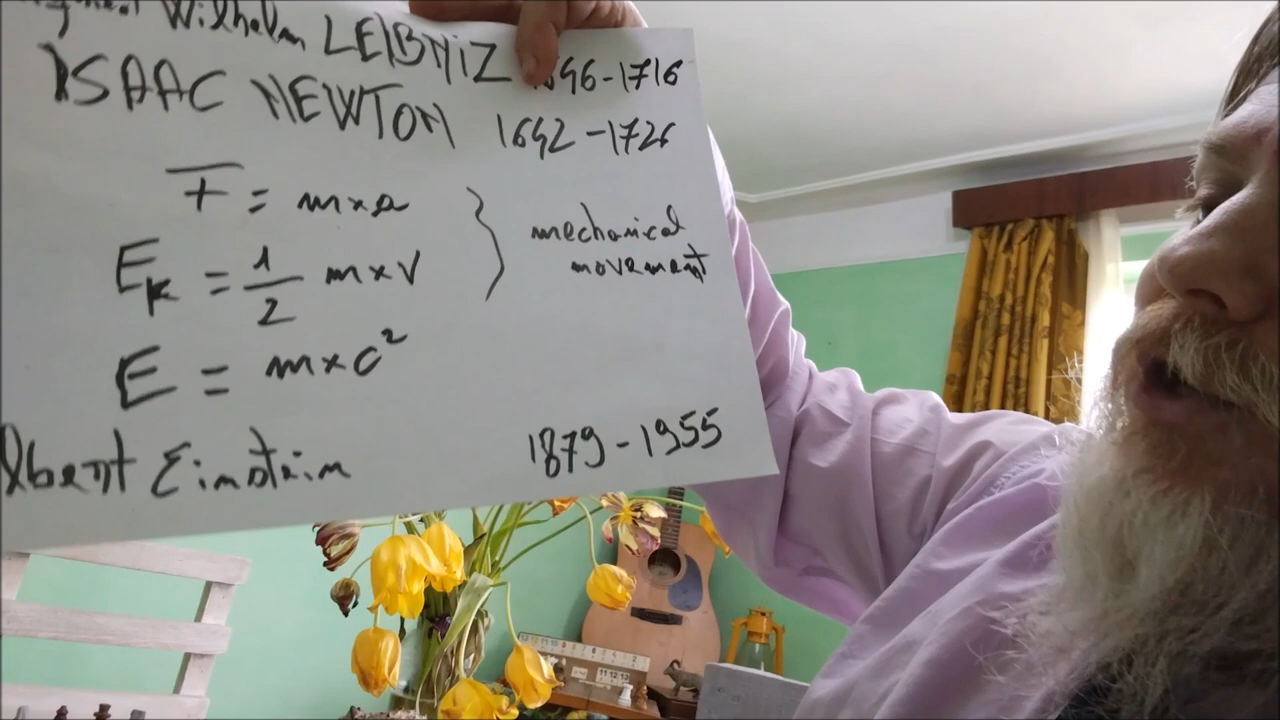 Wilhelm LEIBNIZ 1646-1716
ISAAC NEWTON 1642-1726
F = m×a
Ek = 1/2 m×v } mechanical movement
E = m×c²
Albert Einstein 1879-1955